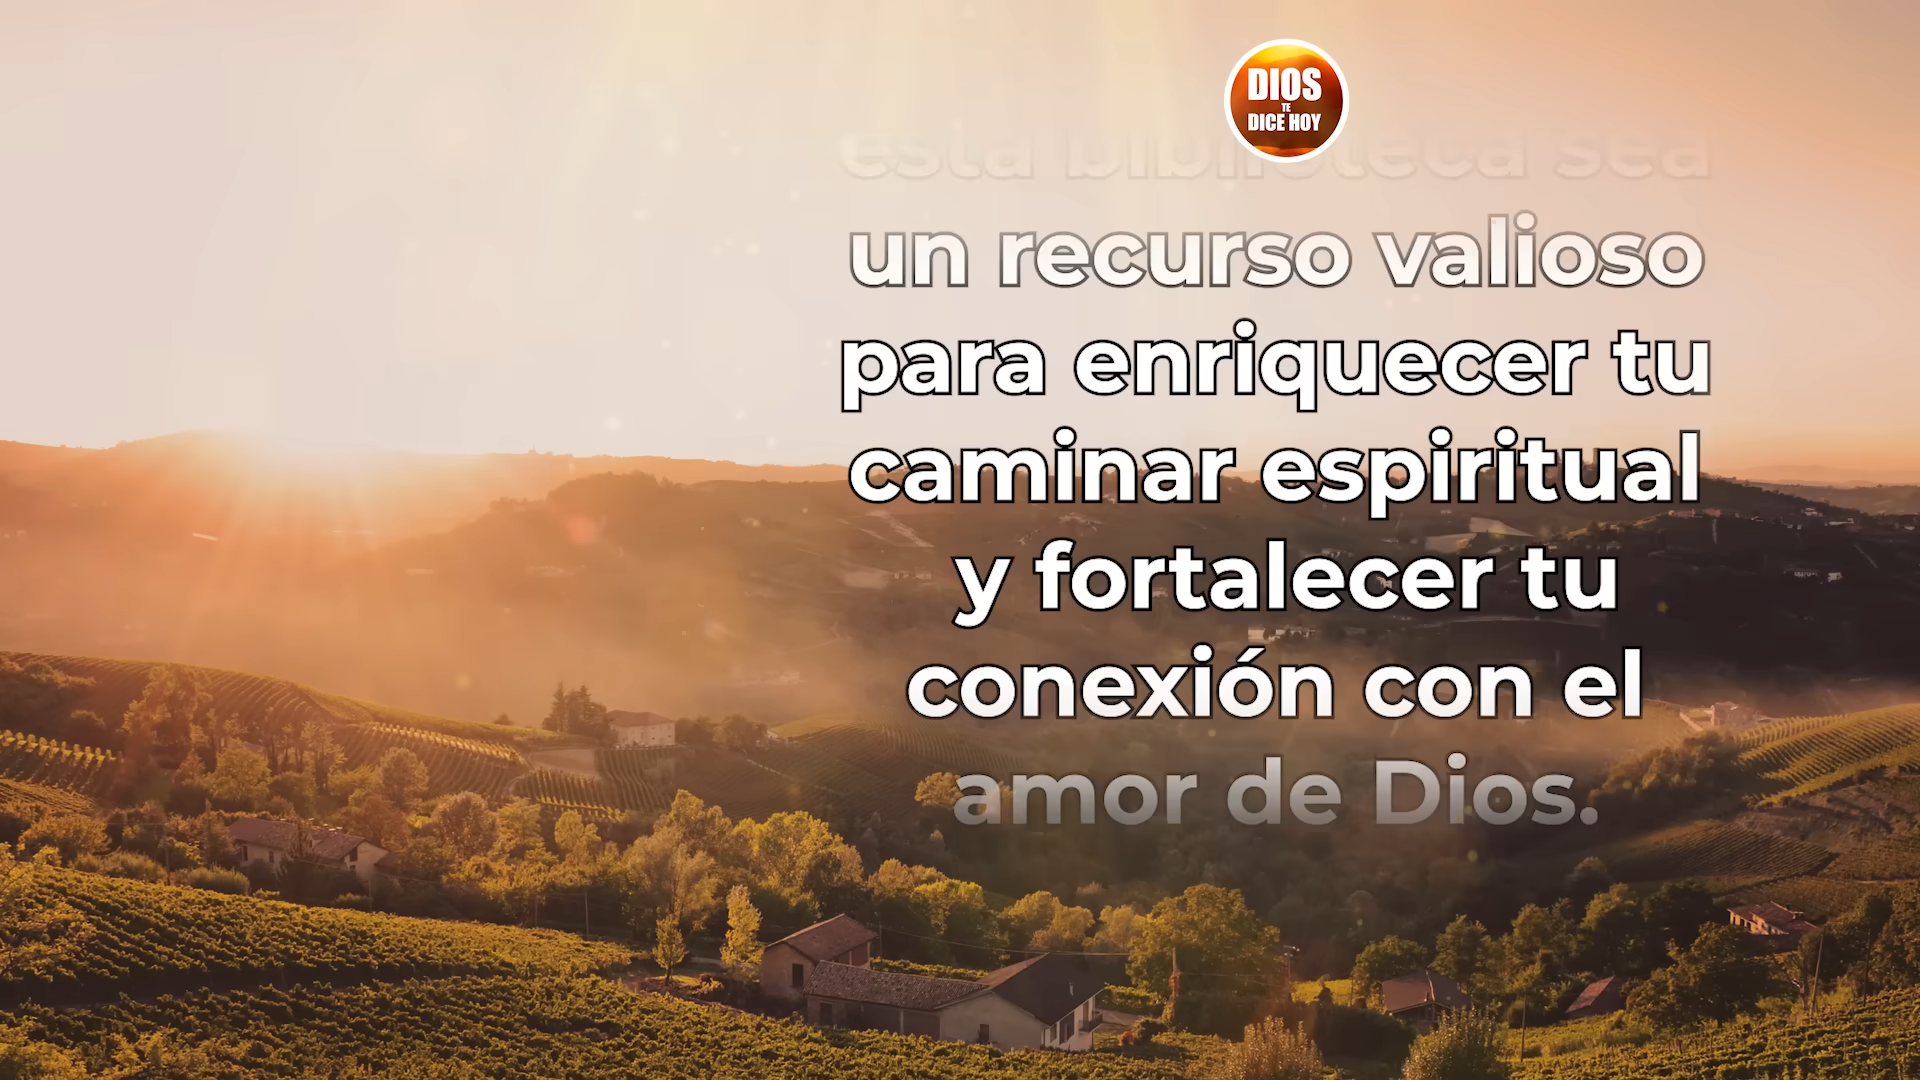 DIOS
TE
DICE HOY
esta biblioteca sea
un recurso valioso
para enriquecer tu
caminar espiritual
y fortalecer tu
conexión con el
amor de Dios.